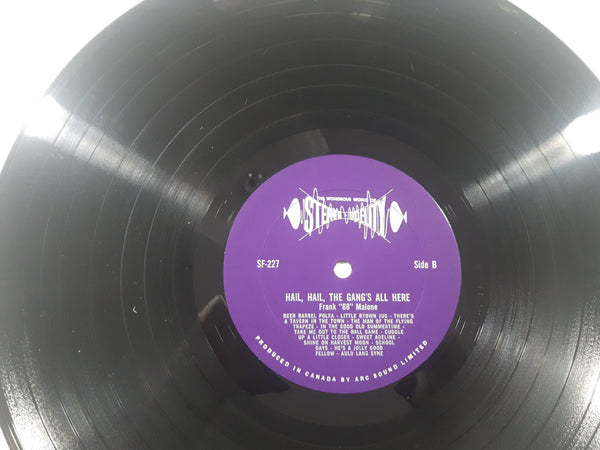 THE WONDROUS WORLD OF
STEREO-FIDELITY
SF-227
Side B
HAIL, HAIL, THE GANG'S ALL HERE
Frank "88" Malone
BEER BARREL POLKA - LITTLE BROWN JUG - THERE'S
A TAVERN IN THE TOWN - THE MAN OF THE FLYING
TRAPEZE - IN THE GOOD OLD SUMMERTIME -
TAKE ME OUT TO THE BALL GAME - CUDDLE
UP A LITTLE CLOSER - SWEET ADELINE -
SHINE ON HARVEST MOON - SCHOOL
DAYS - HE'S A JOLLY GOOD
FELLOW - AULD LANG SYNE
PRODUCED IN CANADA BY ARC SOUND LIMITED